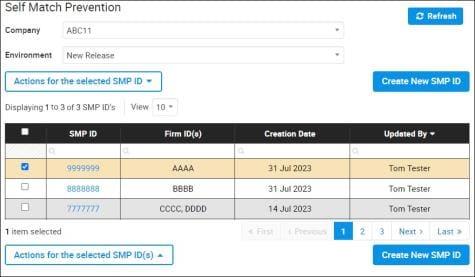 Self Match Prevention
Refresh
Company ABC11
Environment New Release
Actions for the selected SMP ID Create New SMP ID
Displaying 1 to 3 of 3 SMP ID's View 10
SMP ID Firm ID(s) Creation Date Updated By
9999999 AAAA 31 Jul 2023 Tom Tester
8888888 BBBB 31 Jul 2023 Tom Tester
7777777 CCCC, DDDD 14 Jul 2023 Tom Tester
1 item selected « First ‹ Previous 1 2 3 Next › Last »
Actions for the selected SMP ID(s) Create New SMP ID